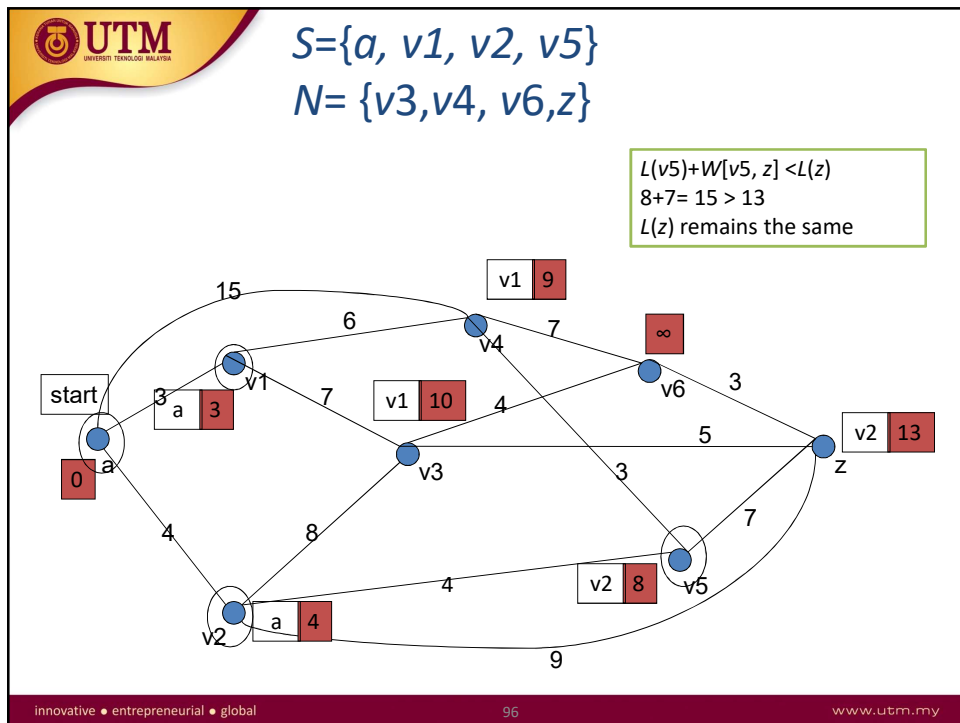 UTM
UNIVERSITI TEKNOLOGI MALAYSIA
S={a, v1, v2, v5}
N= {v3,v4, v6,z}
L(v5)+W[v5, z] <L(z)
8+7= 15 > 13
L(z) remains the same
v1 9
15
6
7
v4
∞
v1
v6
3
start
3
a 3
7
v1 10
4
5
v2 13
a
0
v3
z
3
4
8
7
4
v2 8
v5
v2
a 4
9
innovative ● entrepreneurial ● global
96
www.utm.my